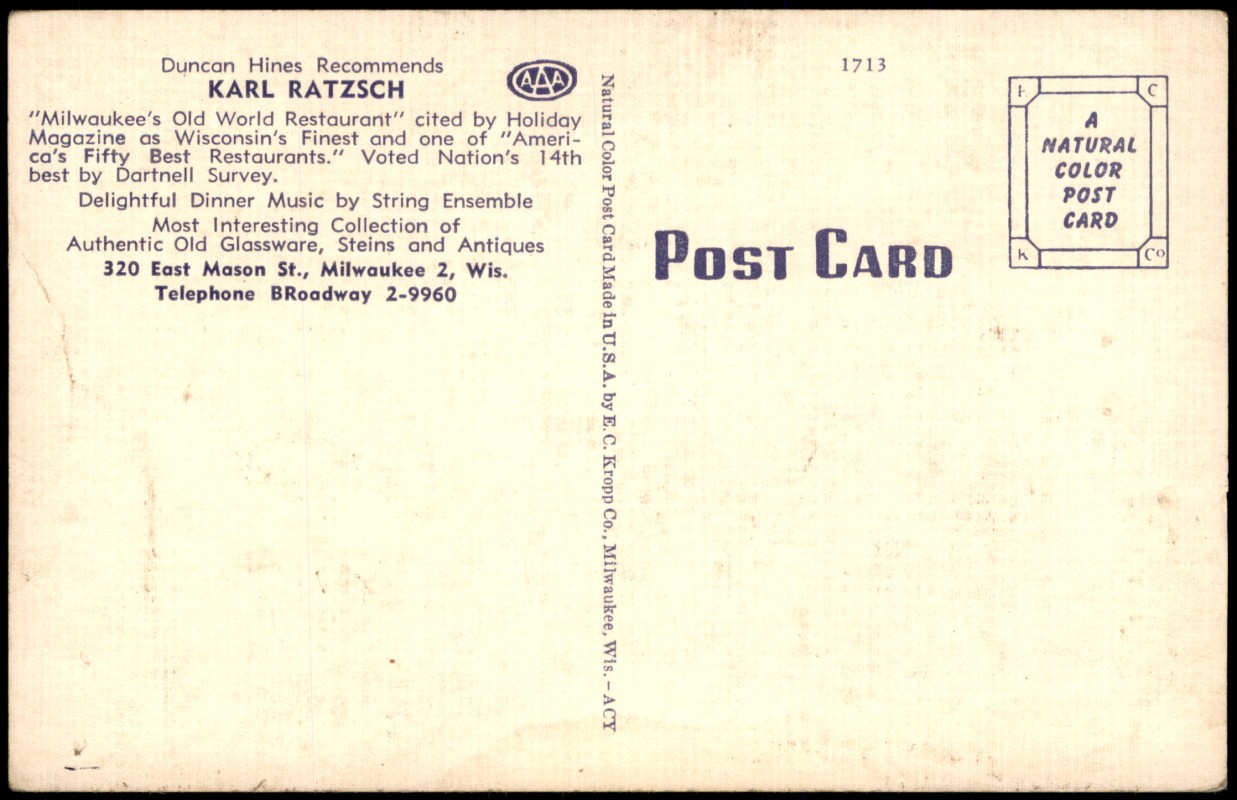 Duncan Hines Recommends
KARL RATZSCH
AAA
"Milwaukee's Old World Restaurant" cited by Holiday
Magazine as Wisconsin's Finest and one of "Ameri-
ca's Fifty Best Restaurants." Voted Nation's 14th
best by Dartnell Survey.
Delightful Dinner Music by String Ensemble
Most Interesting Collection of
Authentic Old Glassware, Steins and Antiques
320 East Mason St., Milwaukee 2, Wis.
Telephone BRoadway 2-9960
Natural Color Post Card Made in U.S.A. by E. C. Kropp Co., Milwaukee, Wis. – ACY
1713
POST CARD
E C
A
NATURAL
COLOR
POST
CARD
K Co